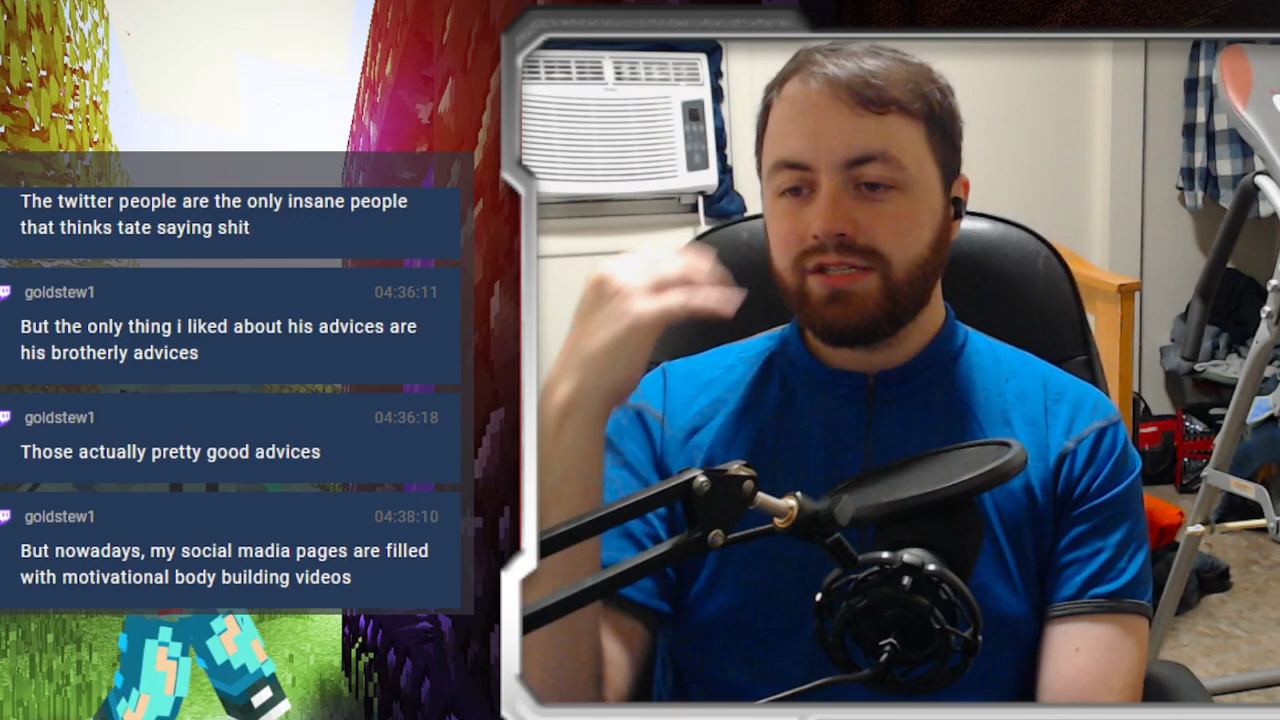 The twitter people are the only insane people
that thinks tate saying shit
goldstew1 04:36:11
But the only thing i liked about his advices are
his brotherly advices
goldstew1 04:36:18
Those actually pretty good advices
goldstew1 04:38:10
But nowadays, my social madia pages are filled
with motivational body building videos